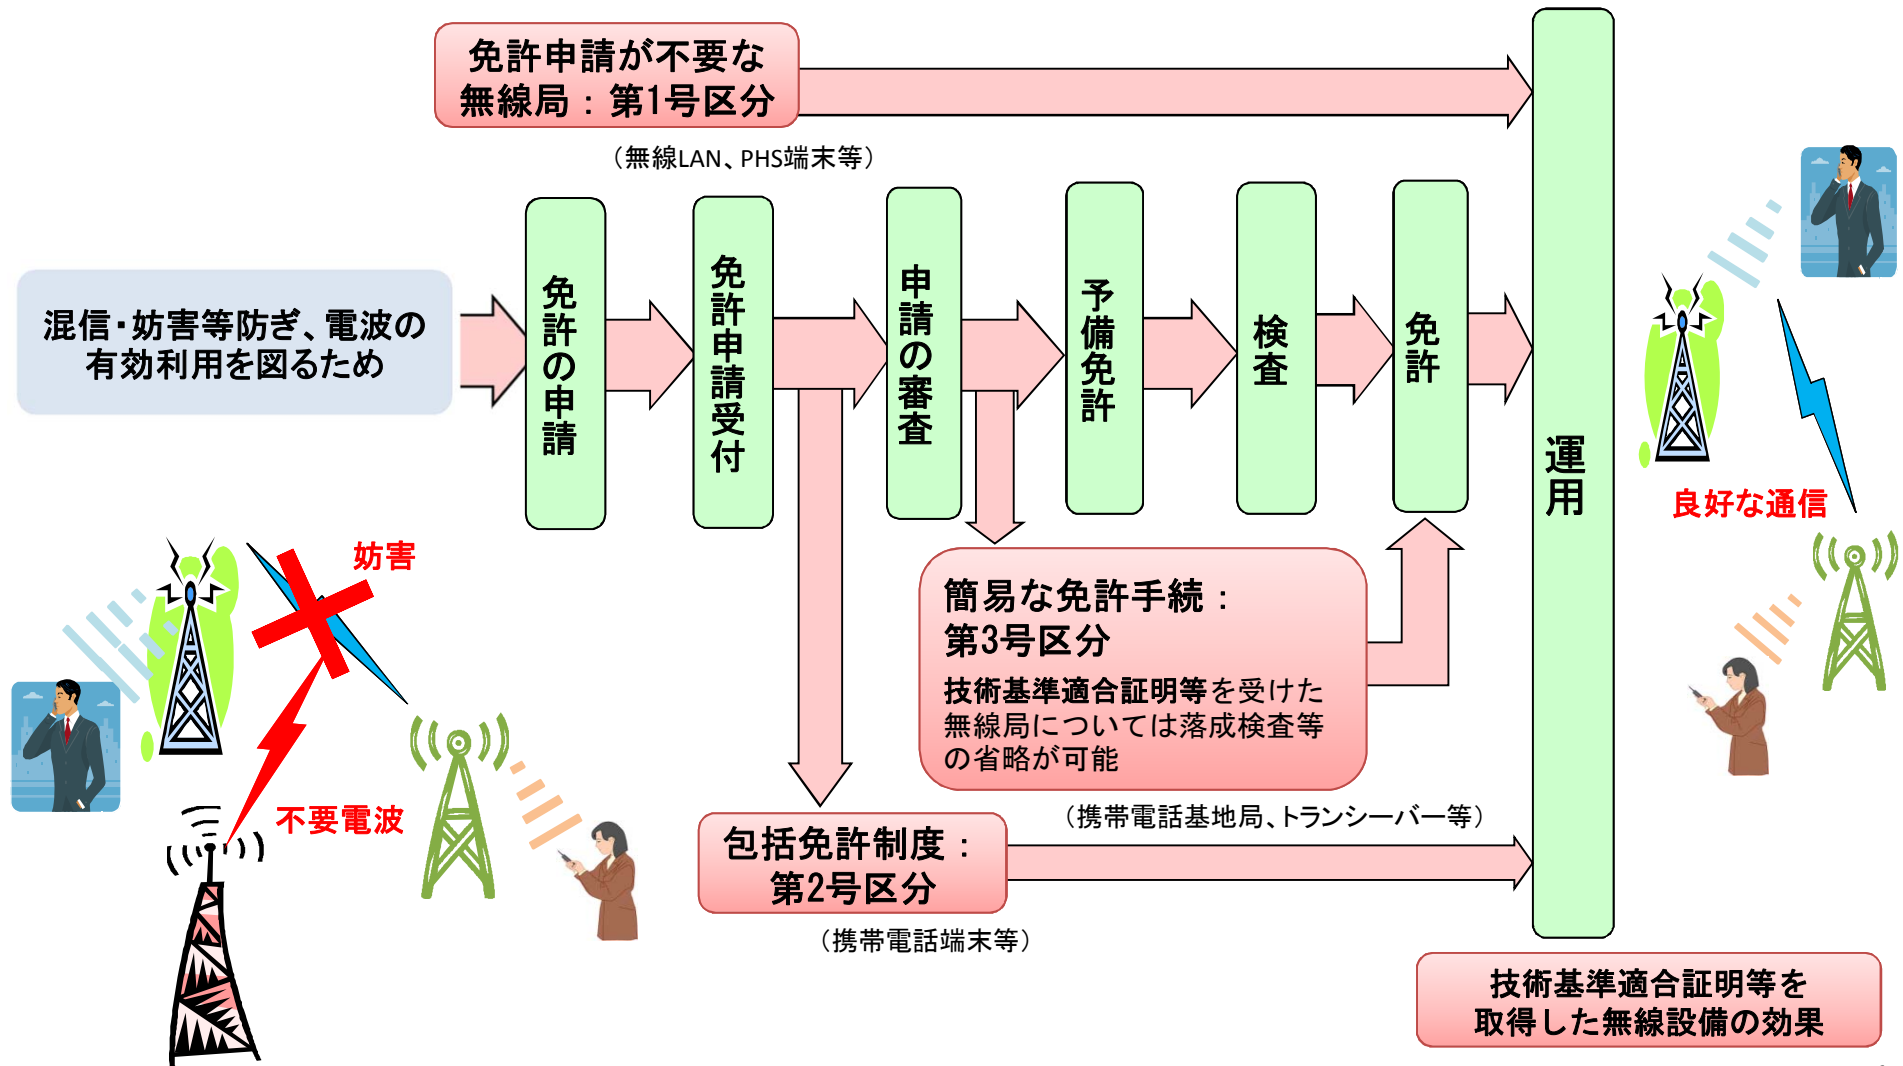 免許申請が不要な
無線局：第1号区分
（無線LAN、PHS端末等）
混信・妨害等防ぎ、電波の
有効利用を図るため
免許の申請
免許申請受付
申請の審査
予備免許
検査
免許
運用
良好な通信
妨害
不要電波
簡易な免許手続：
第3号区分
技術基準適合証明等を受けた
無線局については落成検査等
の省略が可能
（携帯電話基地局、トランシーバー等）
包括免許制度：
第2号区分
（携帯電話端末等）
技術基準適合証明等を
取得した無線設備の効果